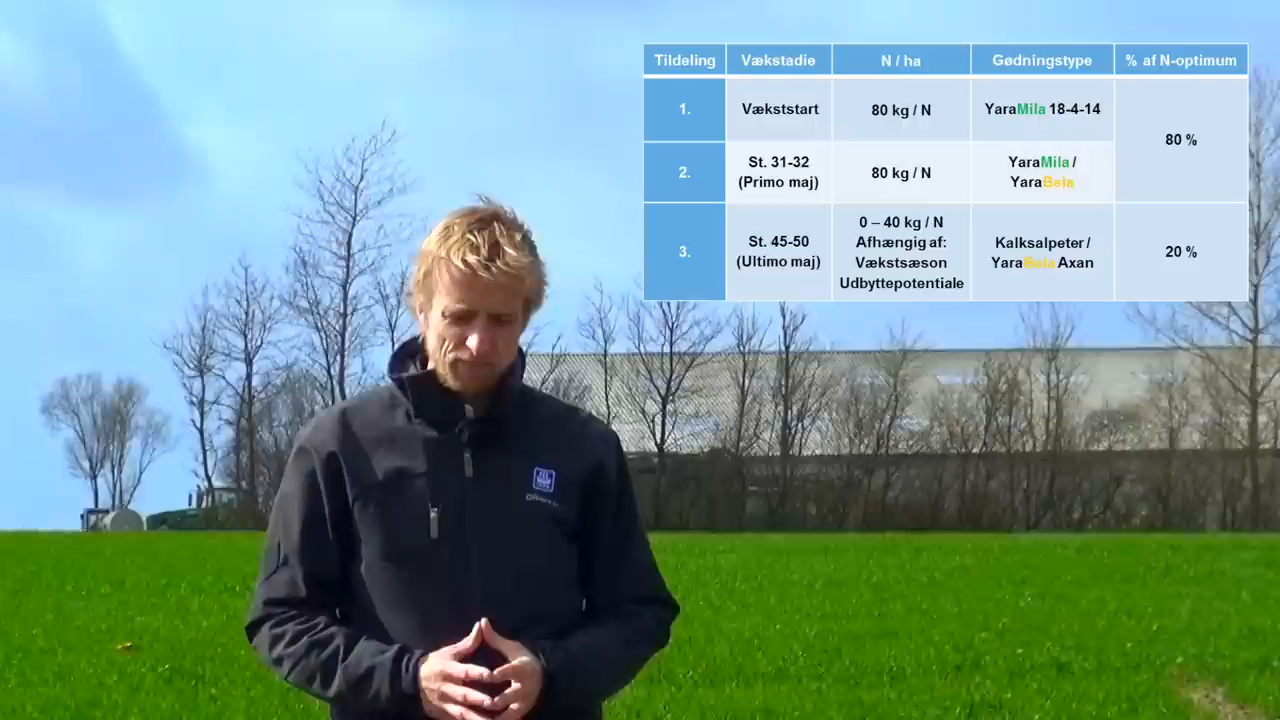 Tildeling Vækstadie N / ha Gødningstype % af N-optimum
1. Vækststart 80 kg / N YaraMila 18-4-14
80 %
2. St. 31-32
(Primo maj) 80 kg / N YaraMila /
YaraBela
3. St. 45-50
(Ultimo maj) 0 – 40 kg / N
Afhængig af:
Vækstsæson
Udbyttepotentiale Kalksalpeter /
YaraBela Axan 20 %